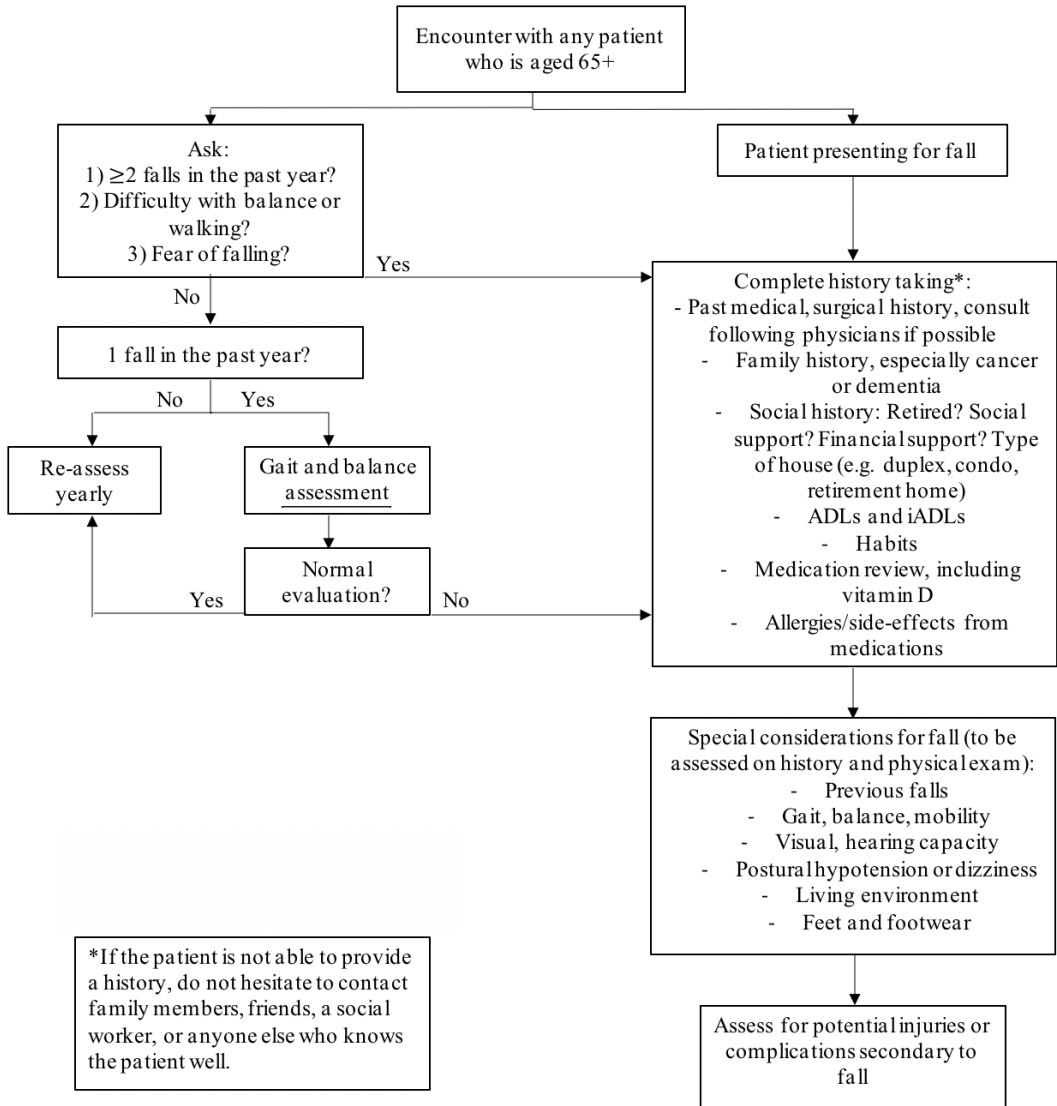 Encounter with any patient
who is aged 65+
Ask:
1) ≥2 falls in the past year?
2) Difficulty with balance or
walking?
3) Fear of falling?
Patient presenting for fall
Yes
No
Complete history taking*:
- Past medical, surgical history, consult
following physicians if possible
- Family history, especially cancer
or dementia
- Social history: Retired? Social
support? Financial support? Type
of house (e.g. duplex, condo,
retirement home)
- ADLs and iADLs
- Habits
- Medication review, including
vitamin D
- Allergies/side-effects from
medications
1 fall in the past year?
No
Yes
Re-assess
yearly
Gait and balance
assessment
Normal
evaluation?
Yes
No
Special considerations for fall (to be
assessed on history and physical exam):
- Previous falls
- Gait, balance, mobility
- Visual, hearing capacity
- Postural hypotension or dizziness
- Living environment
- Feet and footwear
*If the patient is not able to provide
a history, do not hesitate to contact
family members, friends, a social
worker, or anyone else who knows
the patient well.
Assess for potential injuries or
complications secondary to
fall